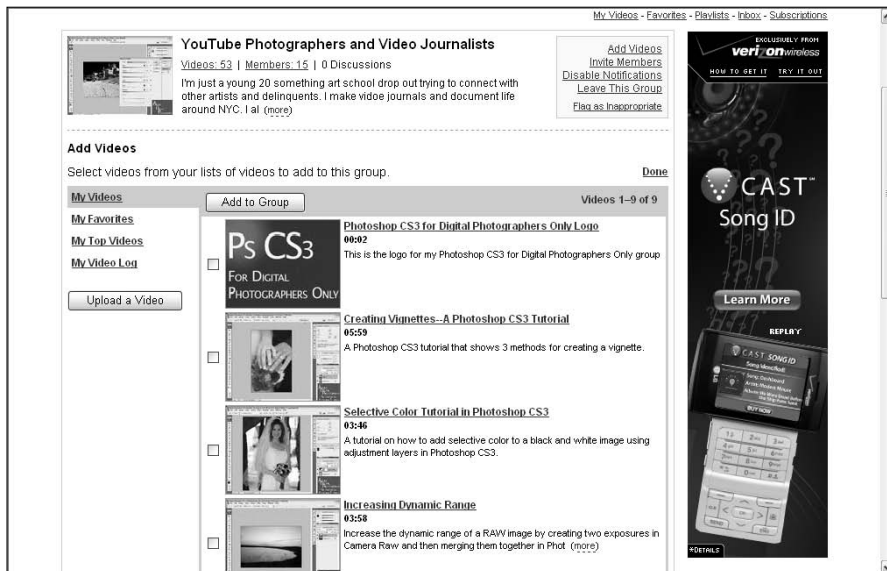 My Videos - Favorites - Playlists - Inbox - Subscriptions
YouTube Photographers and Video Journalists
Videos: 53 | Members: 15 | 0 Discussions
I'm just a young 20 something art school drop out trying to connect with
other artists and delinquents. I make vidoe journals and document life
around NYC. I al (more)
Add Videos
Invite Members
Disable Notifications
Leave This Group
Flag as Inappropriate
Add Videos
Select videos from your lists of videos to add to this group.
Done
My Videos
My Favorites
My Top Videos
My Video Log
Upload a Video
Add to Group
Videos 1–9 of 9
Ps CS3
For Digital
Photographers Only
Photoshop CS3 for Digital Photographers Only Logo
00:02
This is the logo for my Photoshop CS3 for Digital Photographers Only group
Creating Vignettes--A Photoshop CS3 Tutorial
05:59
A Photoshop CS3 tutorial that shows 3 methods for creating a vignette.
Selective Color Tutorial in Photoshop CS3
03:46
A tutorial on how to add selective color to a black and white image using
adjustment layers in Photoshop CS3.
Increasing Dynamic Range
03:58
Increase the dynamic range of a RAW image by creating two exposures in
Camera Raw and then merging them together in Phot (more)
EXCLUSIVELY FROM
verizon wireless
HOW TO GET IT TRY IT OUT
V CAST™
Song ID
Learn More
REPLAY
V CAST SONG ID
Song Identified!
BUY NOW
*DETAILS